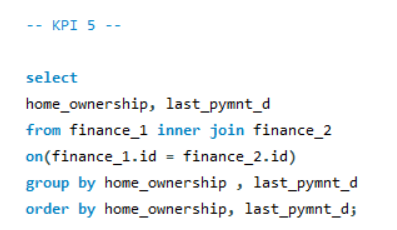 -- KPI 5 --
select
home_ownership, last_pymnt_d
from finance_1 inner join finance_2
on(finance_1.id = finance_2.id)
group by home_ownership , last_pymnt_d
order by home_ownership, last_pymnt_d;